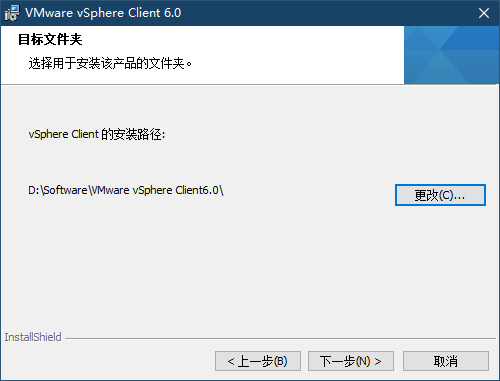 VMware vSphere Client 6.0
目标文件夹
选择用于安装该产品的文件夹。
vSphere Client 的安装路径:
D:\Software\VMware vSphere Client6.0\
更改(C)...
InstallShield
< 上一步(B)
下一步(N) >
取消